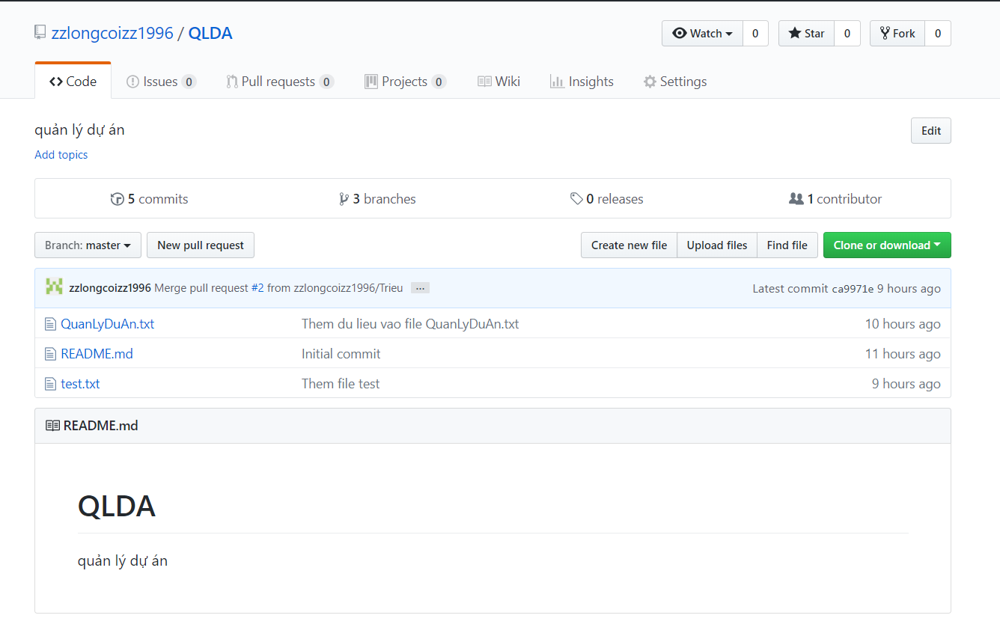 zzlongcoizz1996 / QLDA Watch 0 Star 0 Fork 0
Code Issues 0 Pull requests 0 Projects 0 Wiki Insights Settings
quản lý dự án Edit
Add topics
5 commits 3 branches 0 releases 1 contributor
Branch: master New pull request Create new file Upload files Find file Clone or download
zzlongcoizz1996 Merge pull request #2 from zzlongcoizz1996/Trieu ... Latest commit ca9971e 9 hours ago
QuanLyDuAn.txt Them du lieu vao file QuanLyDuAn.txt 10 hours ago
README.md Initial commit 11 hours ago
test.txt Them file test 9 hours ago
README.md
QLDA
quản lý dự án